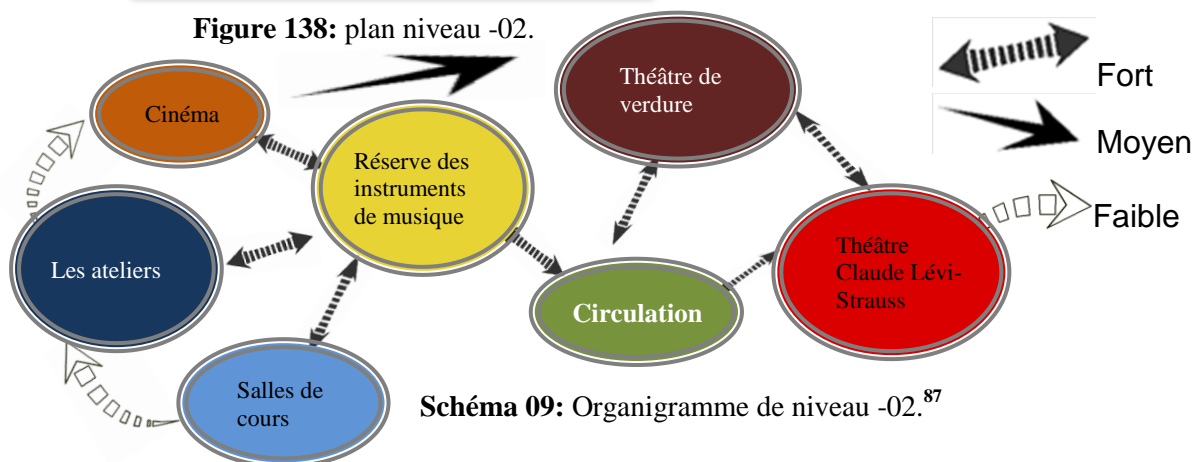 Figure 138: plan niveau -02.
Cinéma
Réserve des
instruments
de musique
Théâtre de
verdure
Fort
Moyen
Faible
Les ateliers
Circulation
Théâtre
Claude Lévi-
Strauss
Salles de
cours
Schéma 09: Organigramme de niveau -02.87